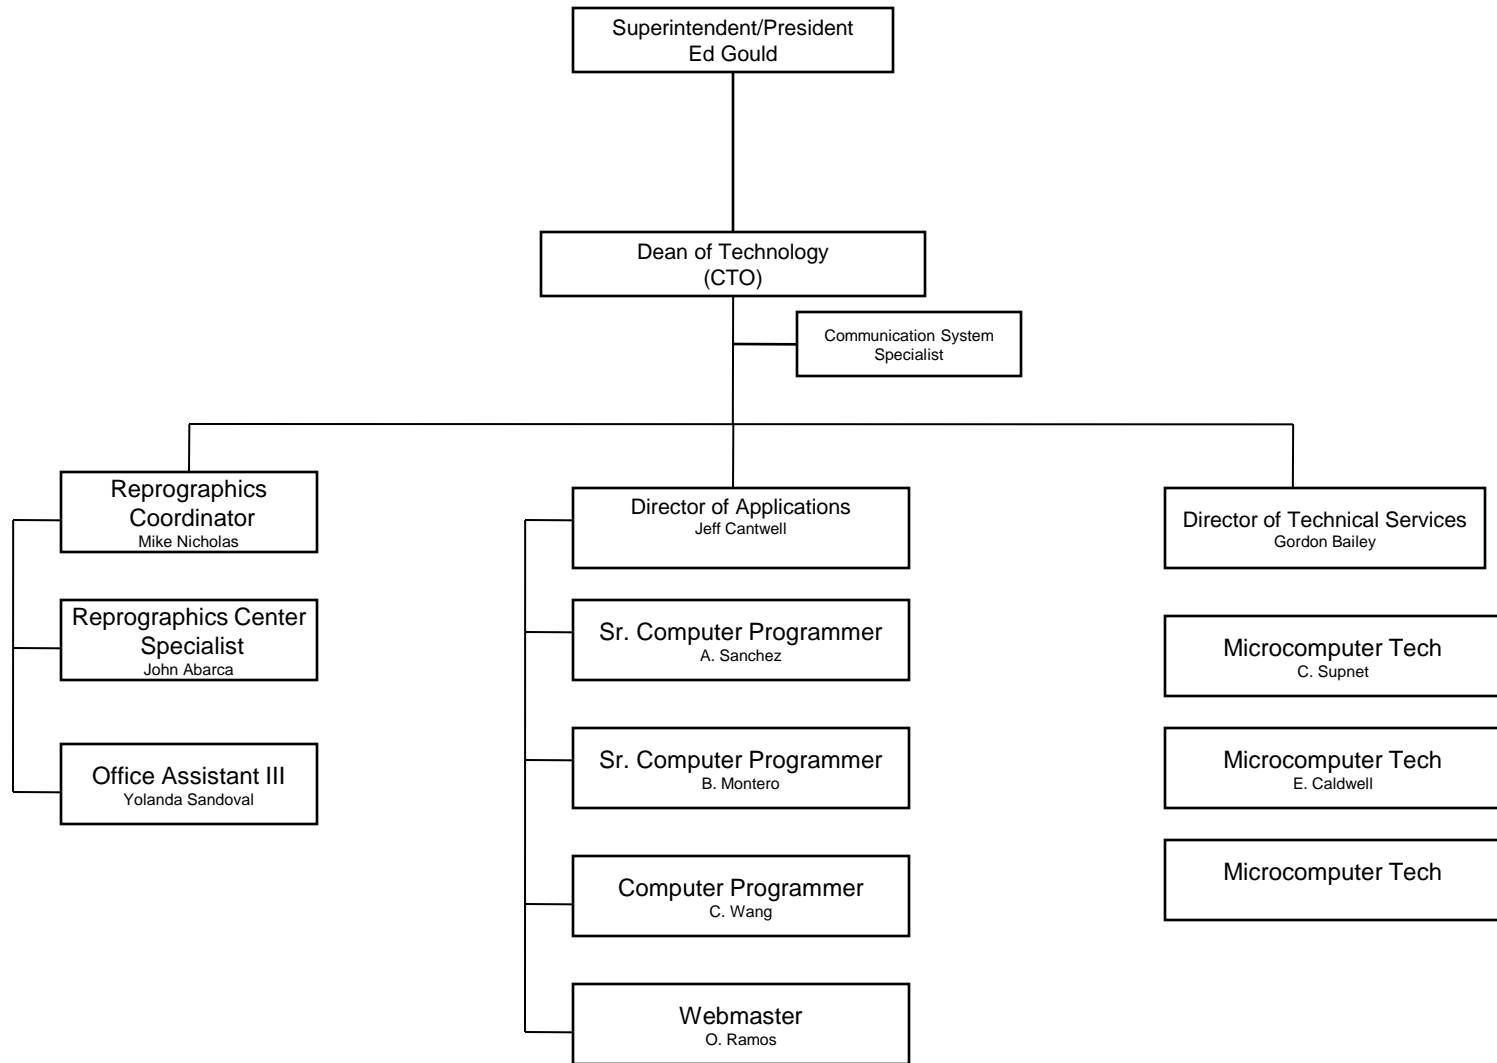 Superintendent/President
Ed Gould
Dean of Technology
(CTO)
Communication System
Specialist
Reprographics
Coordinator
Mike Nicholas
Reprographics Center
Specialist
John Abarca
Office Assistant III
Yolanda Sandoval
Director of Applications
Jeff Cantwell
Sr. Computer Programmer
A. Sanchez
Sr. Computer Programmer
B. Montero
Computer Programmer
C. Wang
Webmaster
O. Ramos
Director of Technical Services
Gordon Bailey
Microcomputer Tech
C. Supnet
Microcomputer Tech
E. Caldwell
Microcomputer Tech